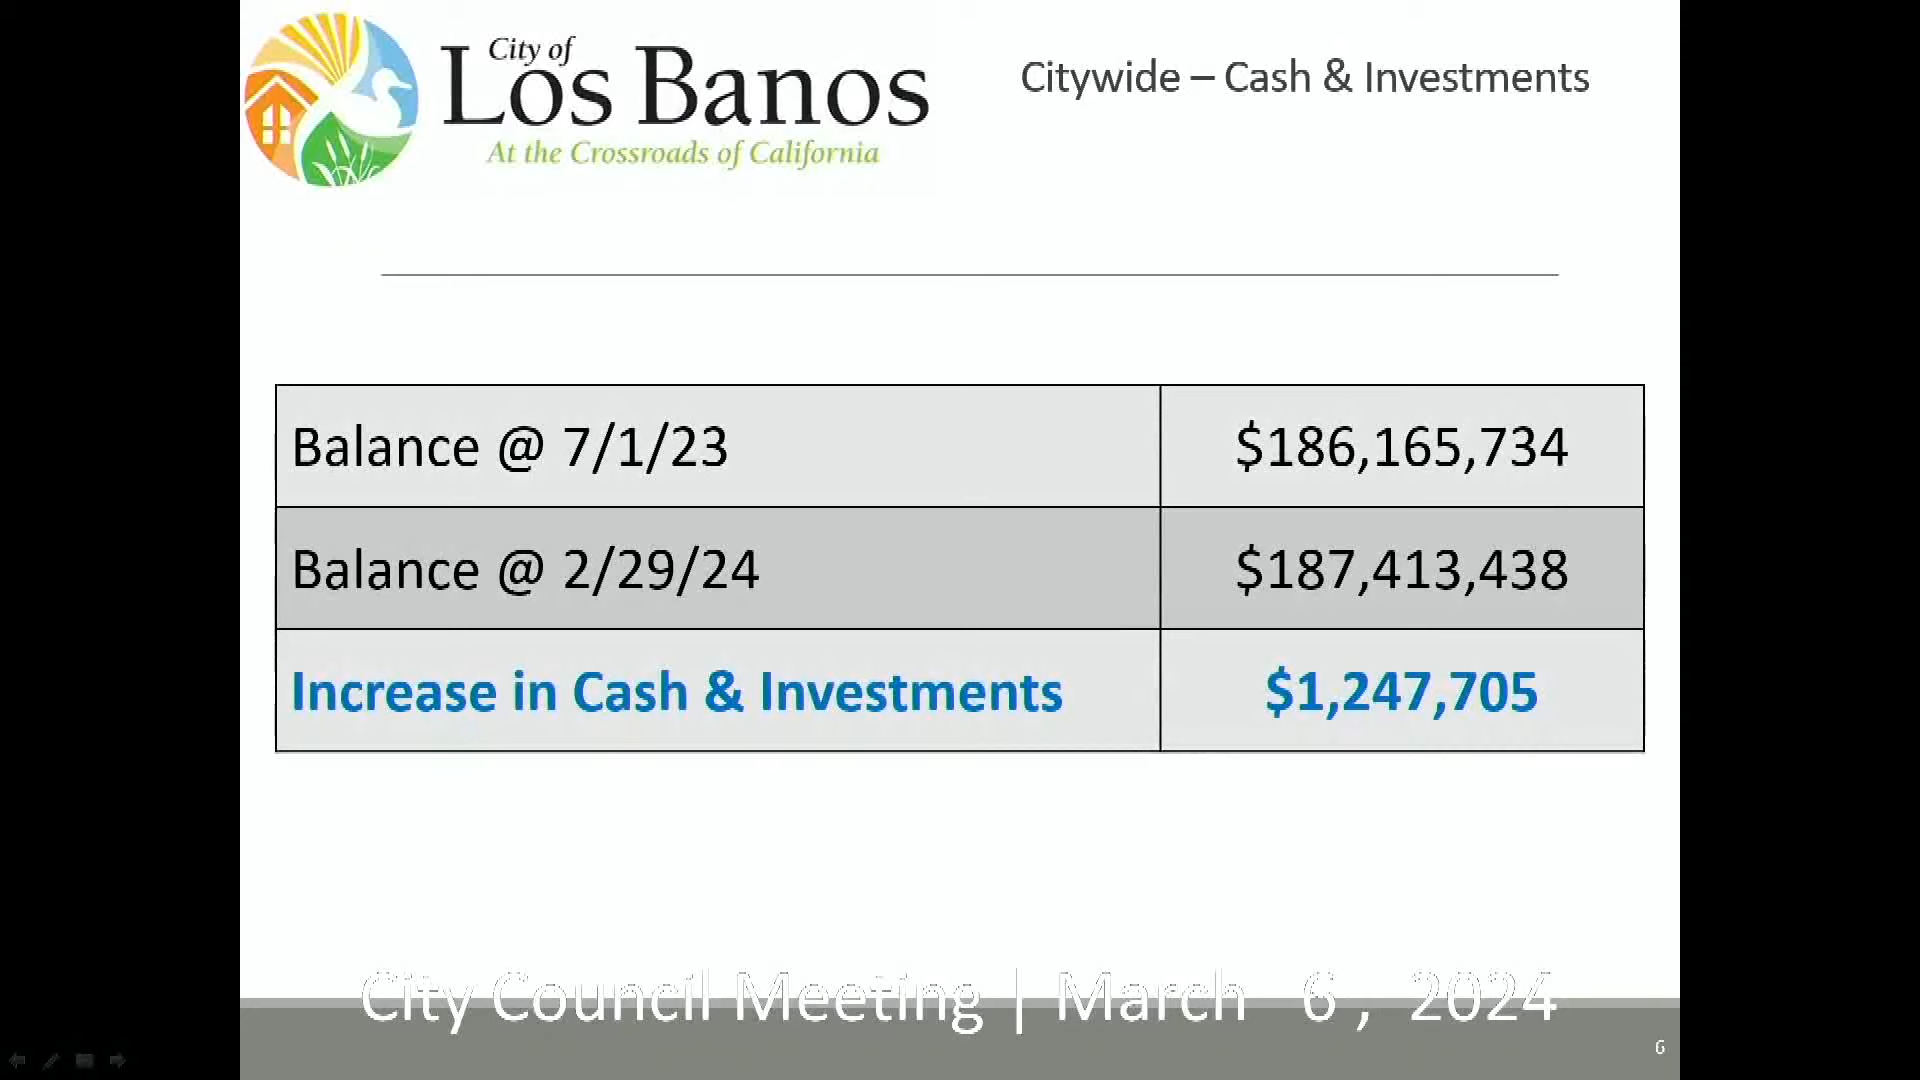 City of
Los Banos
At the Crossroads of California
Citywide – Cash & Investments
Balance @ 7/1/23 $186,165,734
Balance @ 2/29/24 $187,413,438
Increase in Cash & Investments $1,247,705
City Council Meeting | March 6, 2024
6